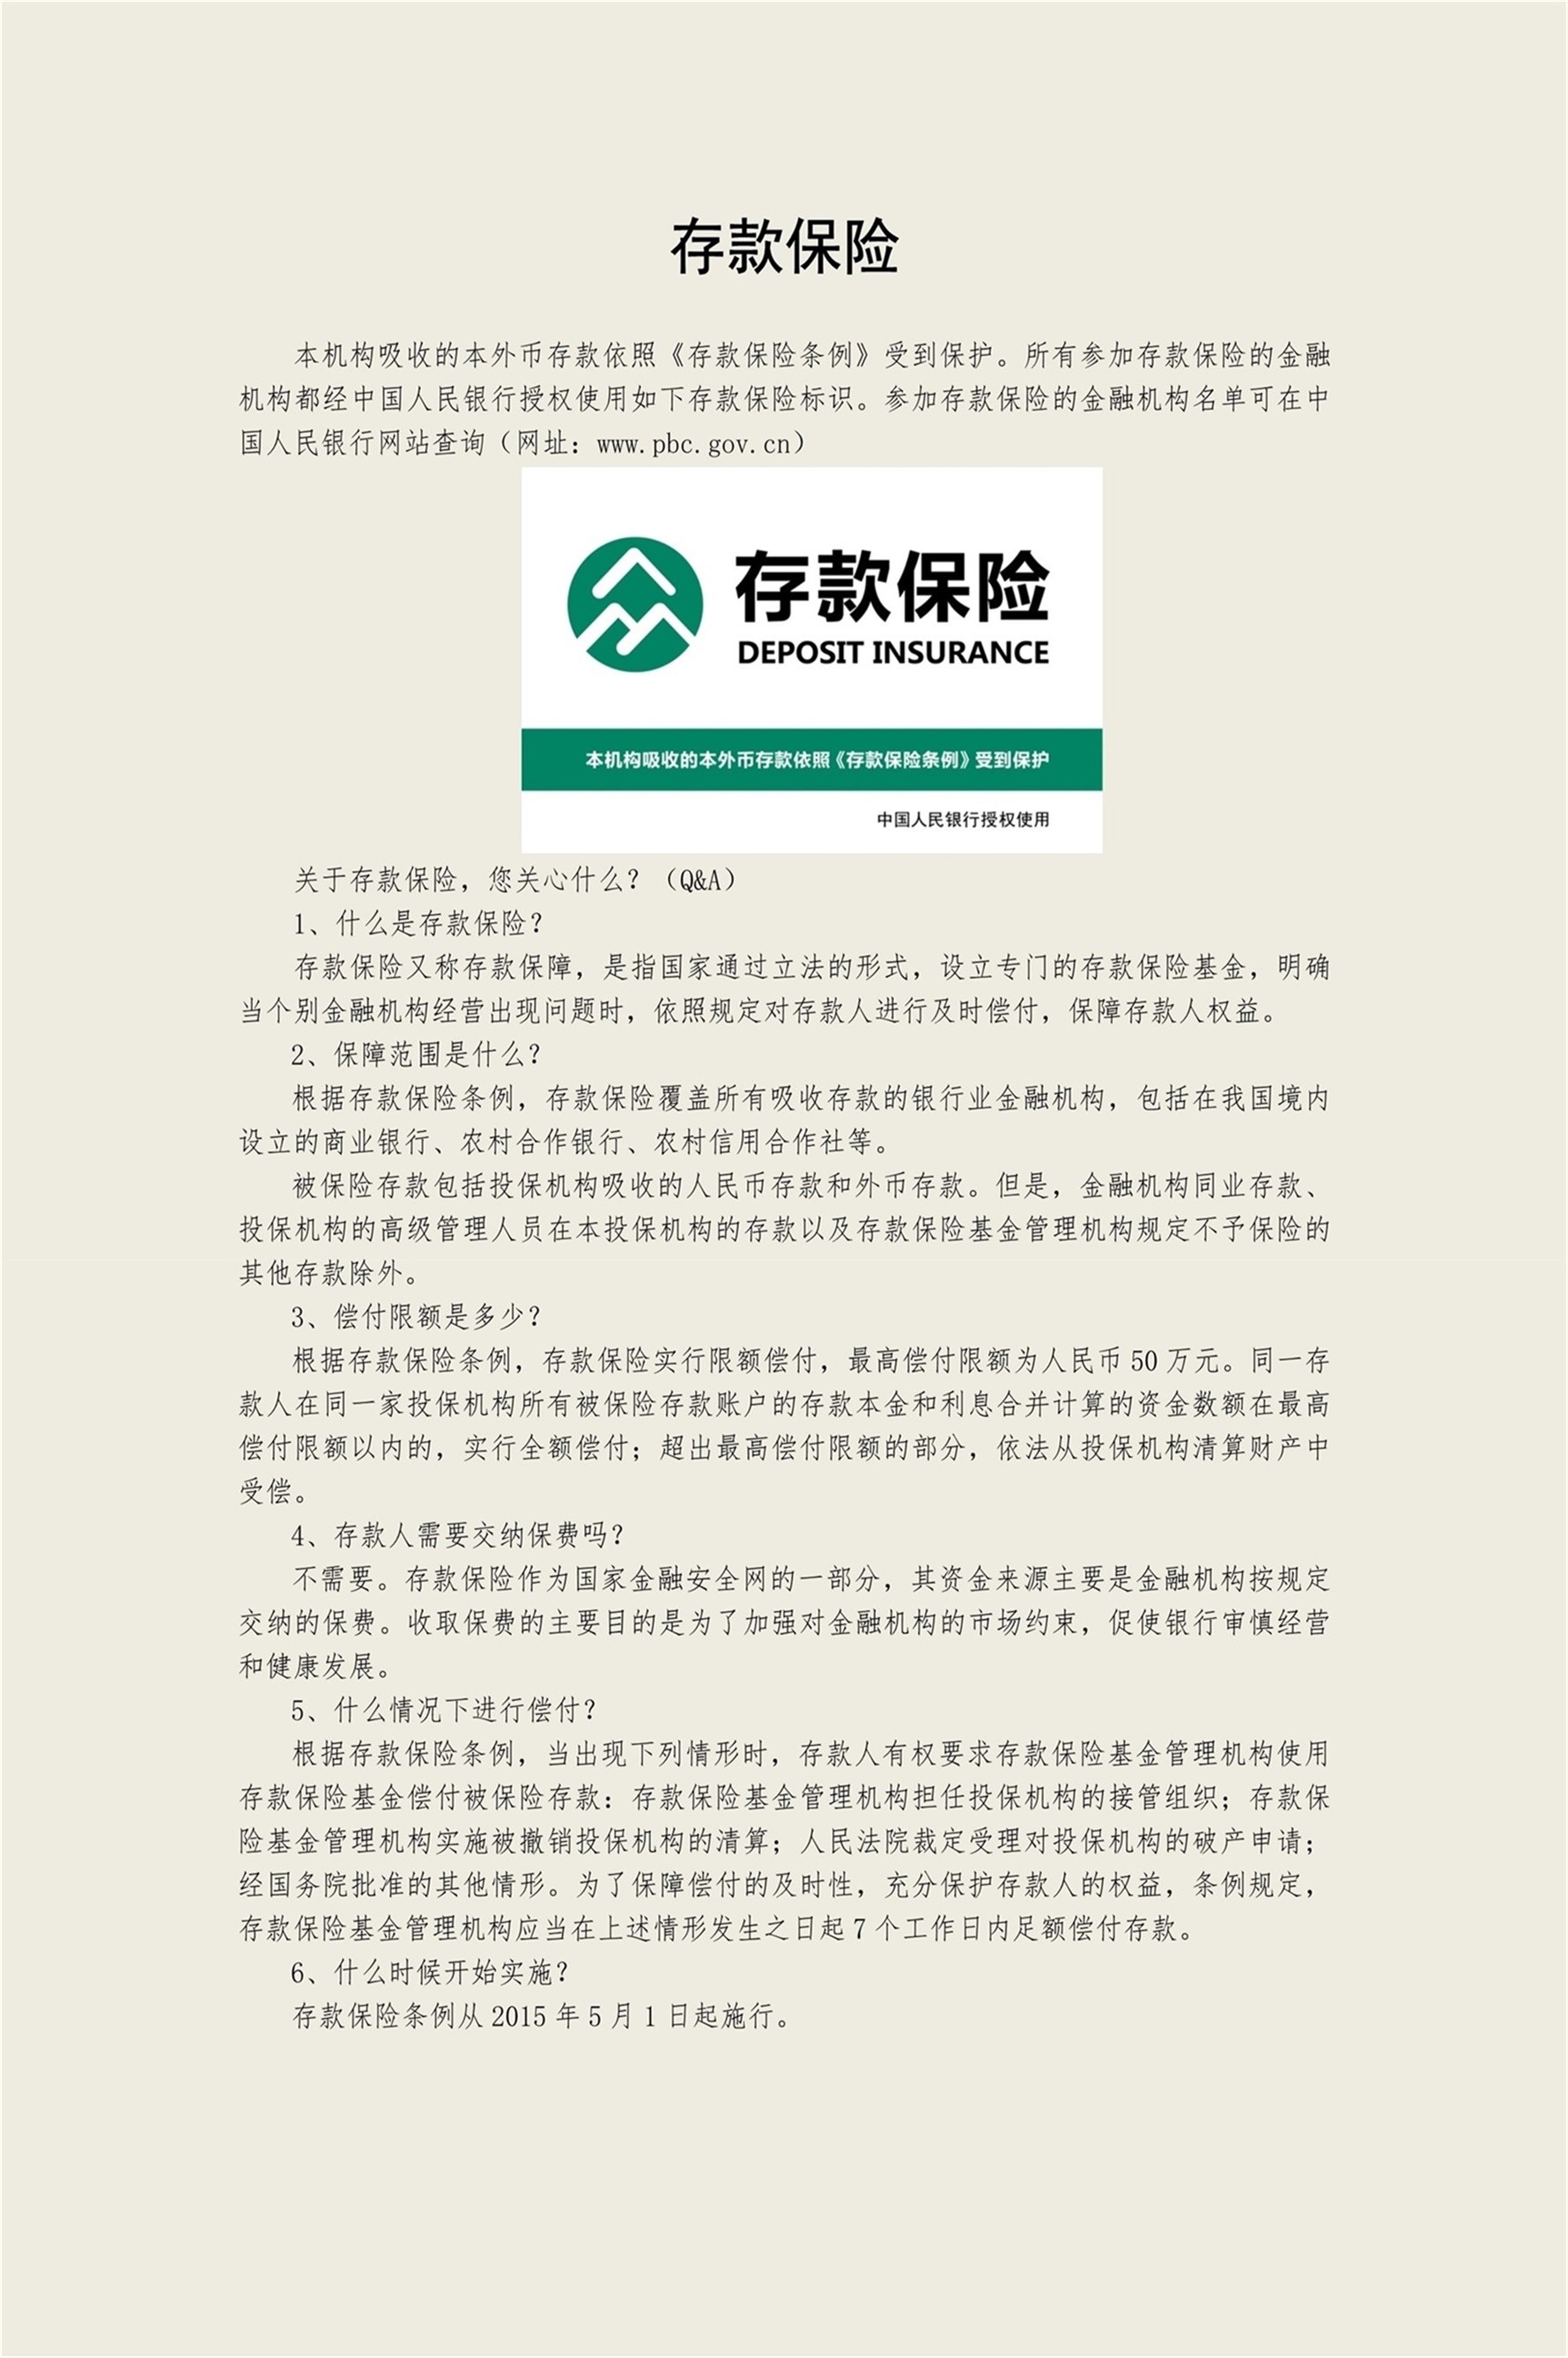 存款保险
本机构吸收的本外币存款依照《存款保险条例》受到保护。所有参加存款保险的金融
机构都经中国人民银行授权使用如下存款保险标识。参加存款保险的金融机构名单可在中
国人民银行网站查询（网址：www.pbc.gov.cn）
存款保险
DEPOSIT INSURANCE
本机构吸收的本外币存款依照《存款保险条例》受到保护
中国人民银行授权使用
关于存款保险，您关心什么？（Q&A）
1、什么是存款保险？
存款保险又称存款保障，是指国家通过立法的形式，设立专门的存款保险基金，明确
当个别金融机构经营出现问题时，依照规定对存款人进行及时偿付，保障存款人权益。
2、保障范围是什么？
根据存款保险条例，存款保险覆盖所有吸收存款的银行业金融机构，包括在我国境内
设立的商业银行、农村合作银行、农村信用合作社等。
被保险存款包括投保机构吸收的人民币存款和外币存款。但是，金融机构同业存款、
投保机构的高级管理人员在本投保机构的存款以及存款保险基金管理机构规定不予保险的
其他存款除外。
3、偿付限额是多少？
根据存款保险条例，存款保险实行限额偿付，最高偿付限额为人民币50万元。同一存
款人在同一家投保机构所有被保险存款账户的存款本金和利息合并计算的资金数额在最高
偿付限额以内的，实行全额偿付；超出最高偿付限额的部分，依法从投保机构清算财产中
受偿。
4、存款人需要交纳保费吗？
不需要。存款保险作为国家金融安全网的一部分，其资金来源主要是金融机构按规定
交纳的保费。收取保费的主要目的是为了加强对金融机构的市场约束，促使银行审慎经营
和健康发展。
5、什么情况下进行偿付？
根据存款保险条例，当出现下列情形时，存款人有权要求存款保险基金管理机构使用
存款保险基金偿付被保险存款：存款保险基金管理机构担任投保机构的接管组织；存款保
险基金管理机构实施被撤销投保机构的清算；人民法院裁定受理对投保机构的破产申请；
经国务院批准的其他情形。为了保障偿付的及时性，充分保护存款人的权益，条例规定，
存款保险基金管理机构应当在上述情形发生之日起7个工作日内足额偿付存款。
6、什么时候开始实施？
存款保险条例从2015年5月1日起施行。